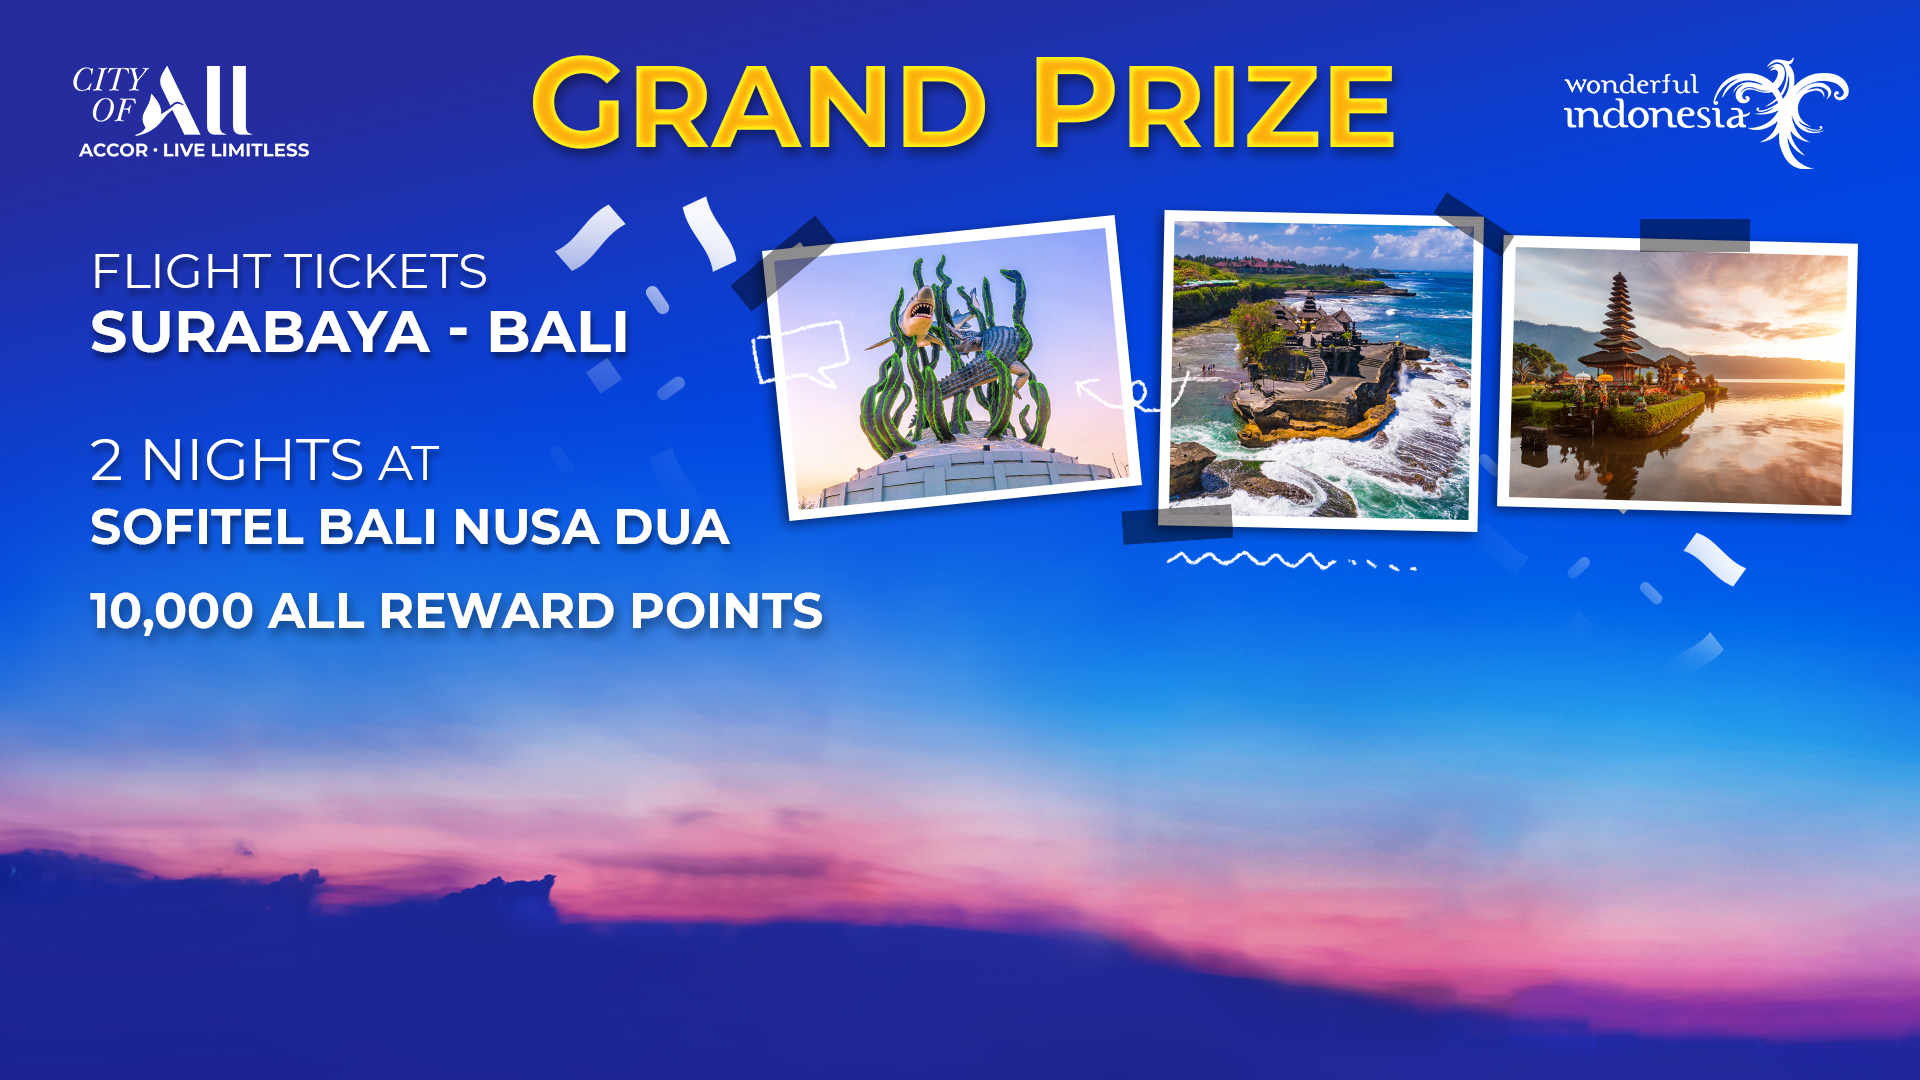 CITY
OF ALL
ACCOR · LIVE LIMITLESS
GRAND PRIZE
wonderful
indonesia
FLIGHT TICKETS
SURABAYA - BALI
2 NIGHTS AT
SOFITEL BALI NUSA DUA
10,000 ALL REWARD POINTS